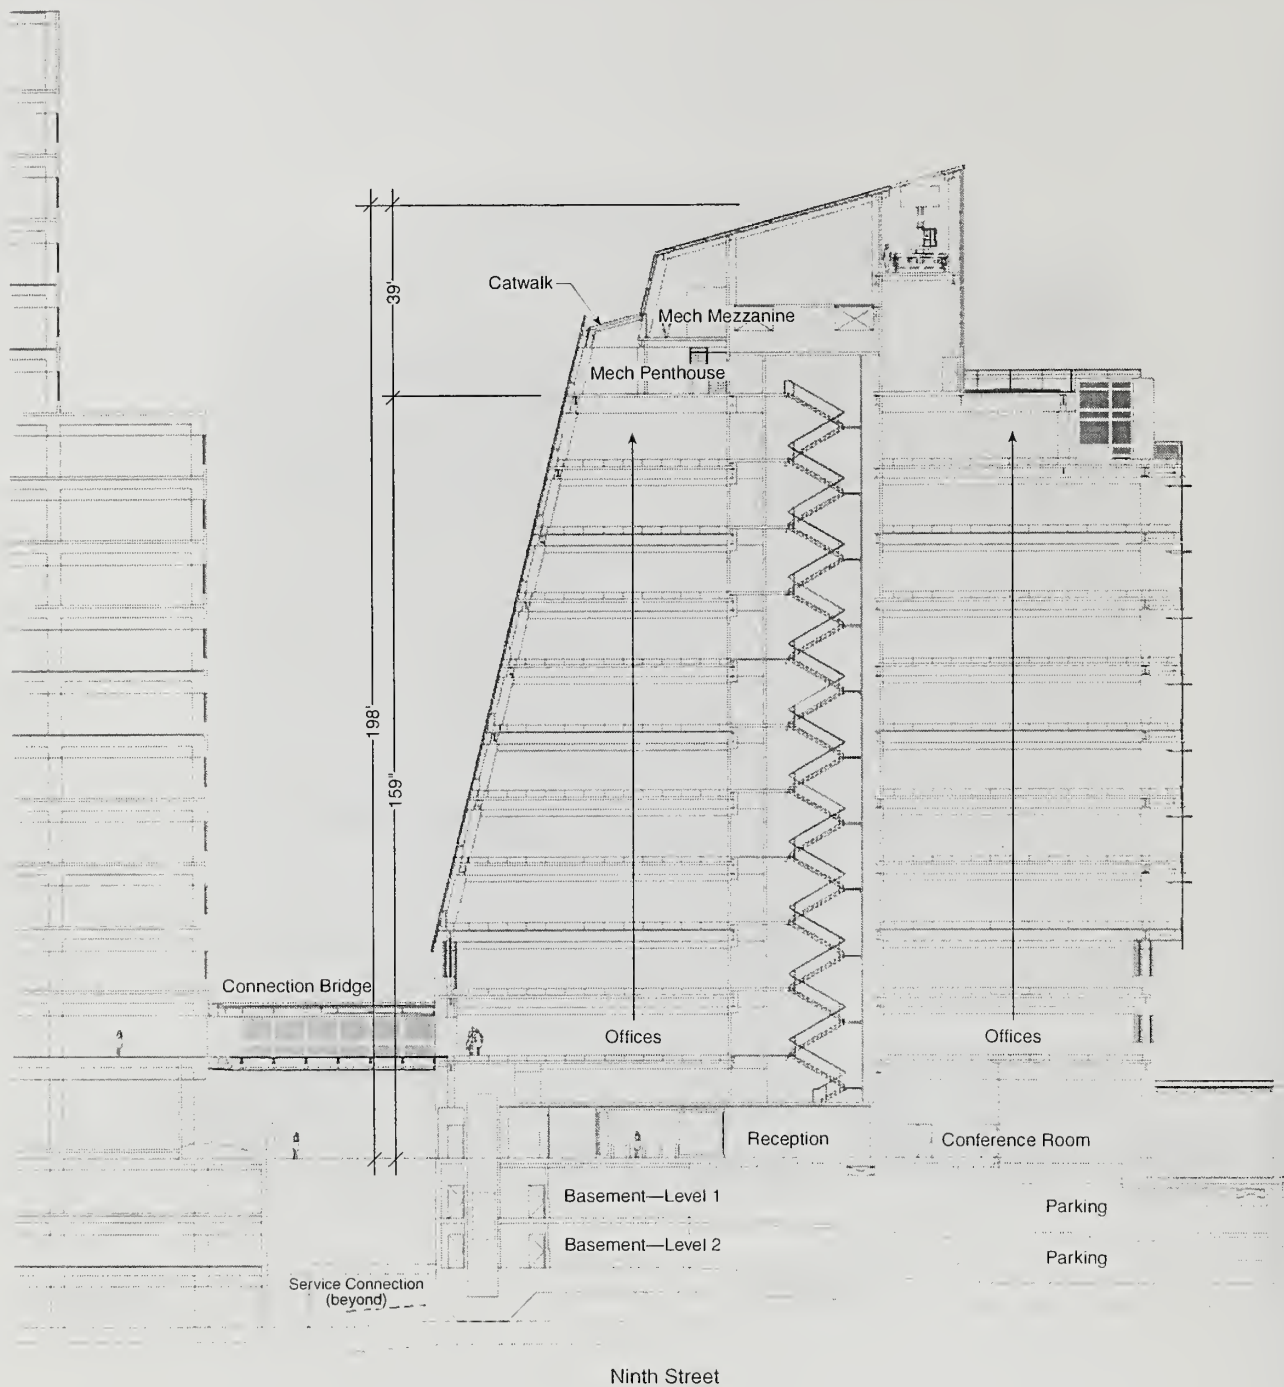 39'
Catwalk
Mech Mezzanine
Mech Penthouse
198'
159"
Connection Bridge
Offices
Offices
Reception
Conference Room
Basement—Level 1
Parking
Basement—Level 2
Parking
Service Connection
(beyond)
Ninth Street